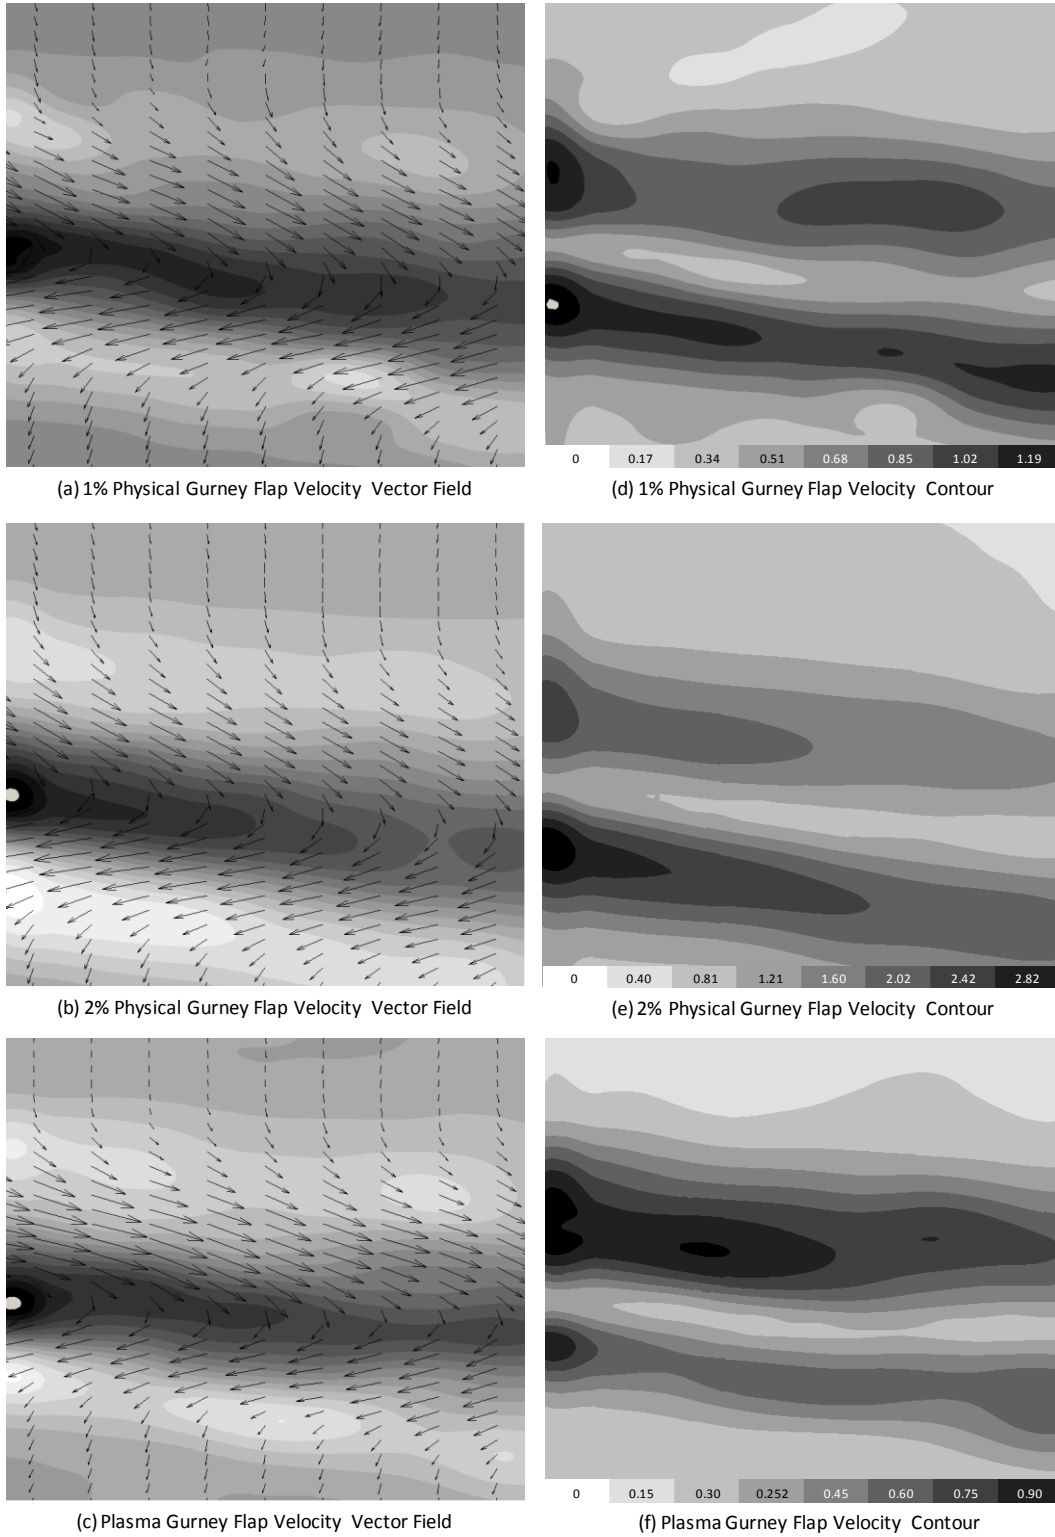 0 0.17 0.34 0.51 0.68 0.85 1.02 1.19
(a) 1% Physical Gurney Flap Velocity Vector Field
(d) 1% Physical Gurney Flap Velocity Contour
0 0.40 0.81 1.21 1.60 2.02 2.42 2.82
(b) 2% Physical Gurney Flap Velocity Vector Field
(e) 2% Physical Gurney Flap Velocity Contour
0 0.15 0.30 0.252 0.45 0.60 0.75 0.90
(c) Plasma Gurney Flap Velocity Vector Field
(f) Plasma Gurney Flap Velocity Contour